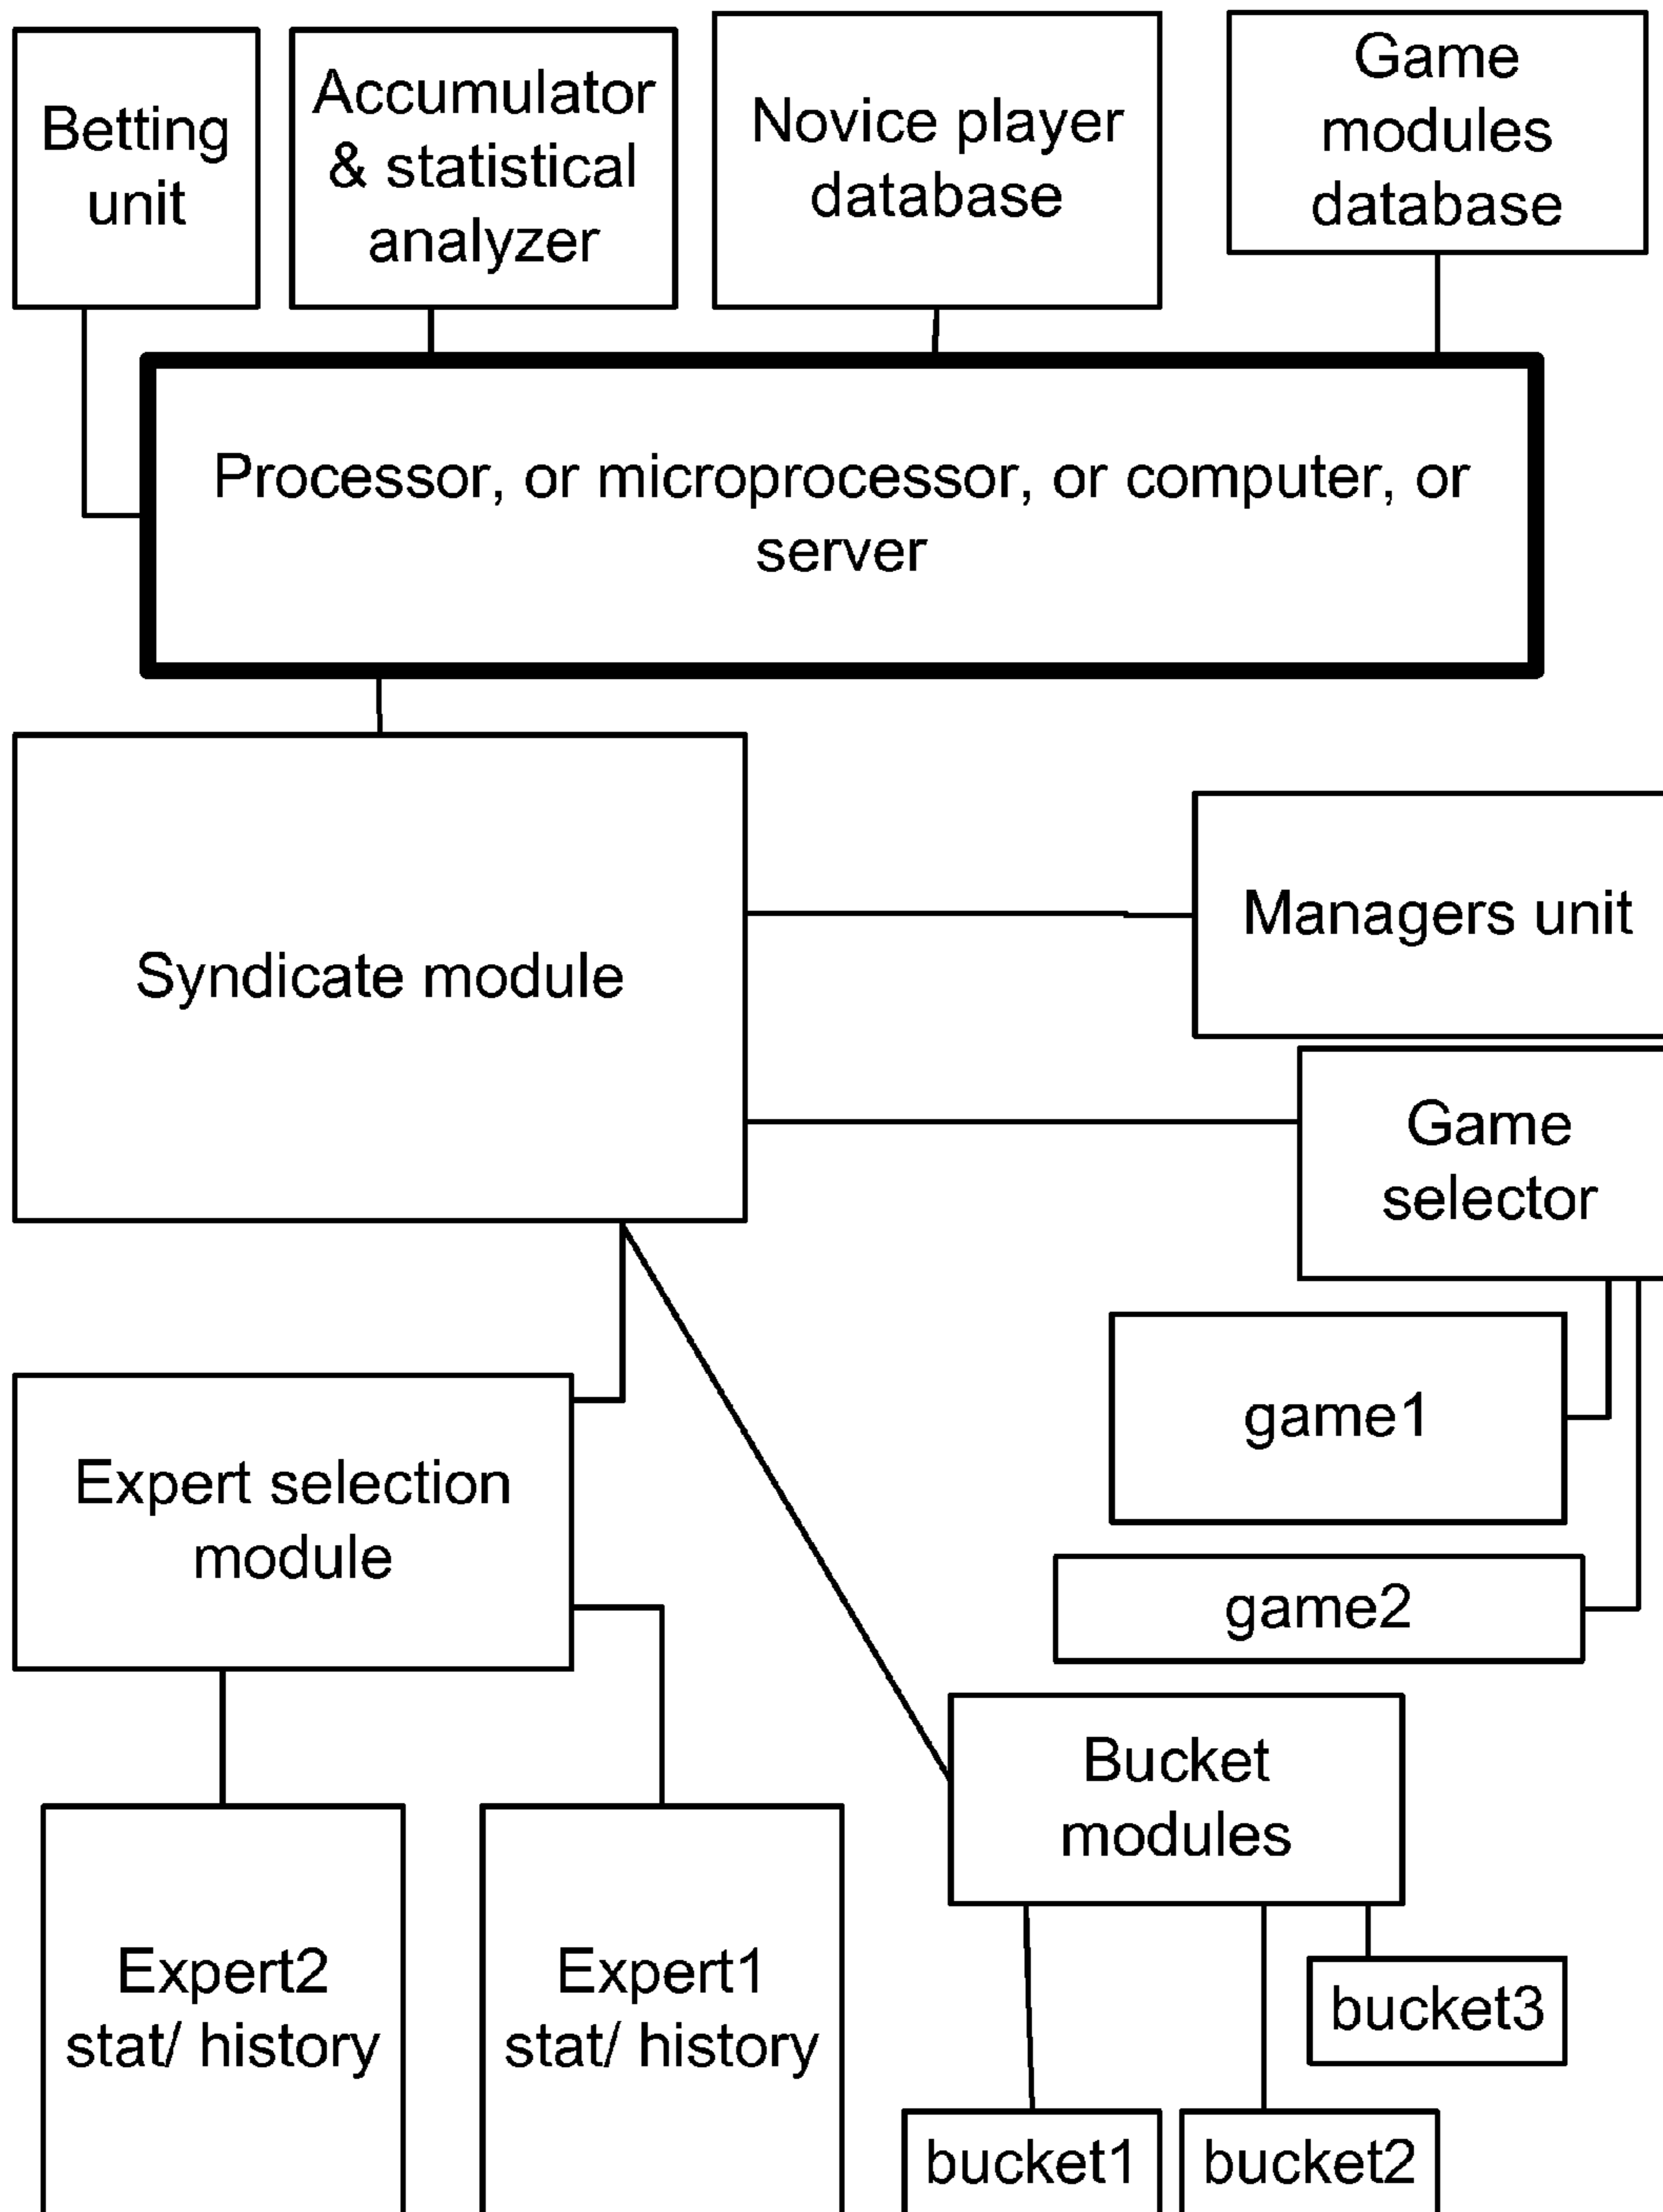 Betting
unit
Accumulator
& statistical
analyzer
Novice player
database
Game
modules
database
Processor, or microprocessor, or computer, or
server
Syndicate module
Managers unit
Game
selector
game1
game2
Expert selection
module
Bucket
modules
Expert2
stat/ history
Expert1
stat/ history
bucket3
bucket1
bucket2